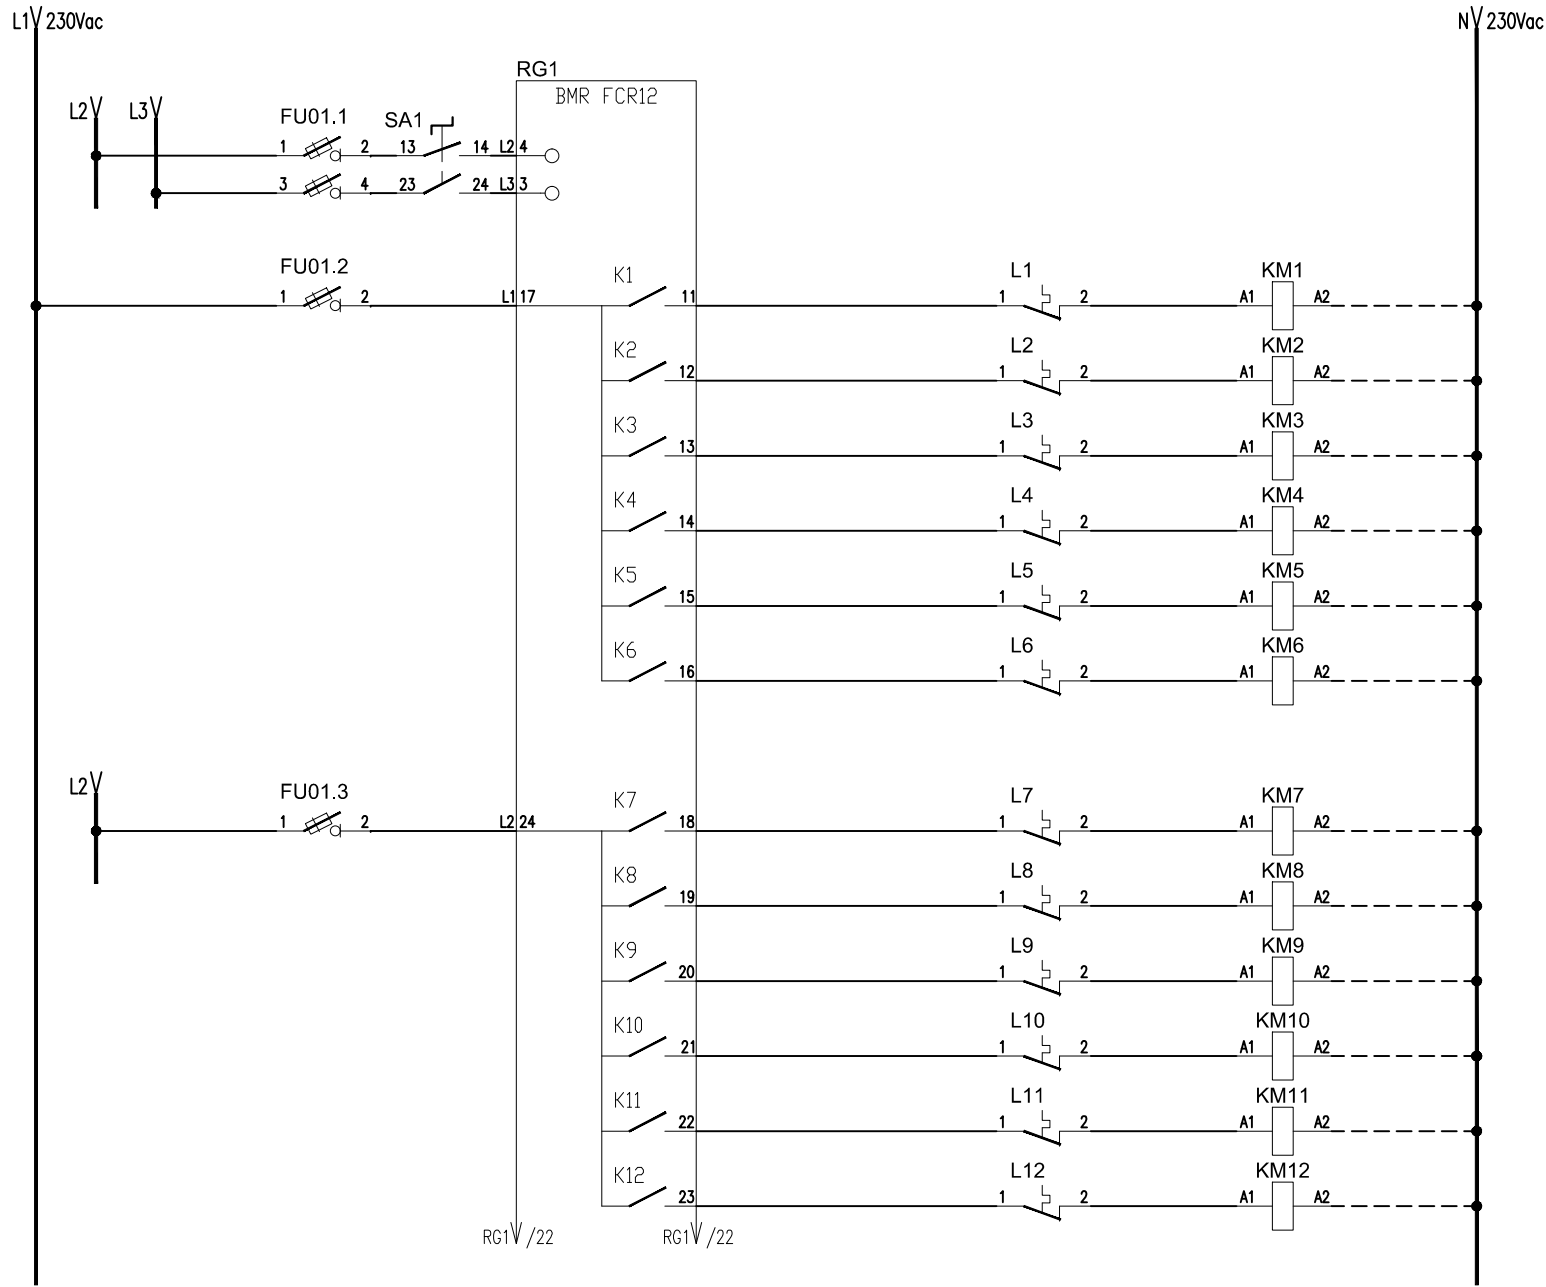 L1 230Vac N 230Vac
RG1
BMR FCR12
L2 L3 FU01.1 SA1
1 2 13 14 L2 4
3 4 23 24 L3 3
FU01.2 K1 L1 KM1
1 2 L1 17 11 1 2 A1 A2
K2 L2 KM2
12 1 2 A1 A2
K3 L3 KM3
13 1 2 A1 A2
K4 L4 KM4
14 1 2 A1 A2
K5 L5 KM5
15 1 2 A1 A2
K6 L6 KM6
16 1 2 A1 A2
L2 FU01.3 K7 L7 KM7
1 2 L2 24 18 1 2 A1 A2
K8 L8 KM8
19 1 2 A1 A2
K9 L9 KM9
20 1 2 A1 A2
K10 L10 KM10
21 1 2 A1 A2
K11 L11 KM11
22 1 2 A1 A2
K12 L12 KM12
23 1 2 A1 A2
RG1 /22 RG1 /22